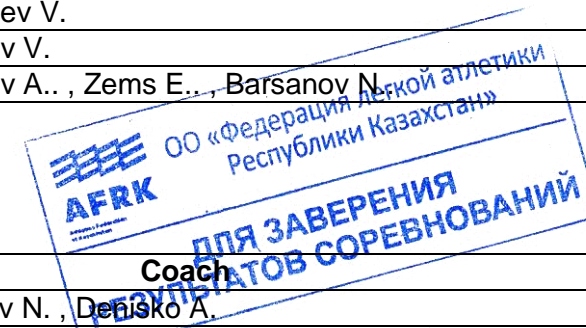 ev V.
v V.
v A.. , Zems E.. , Barsanov N.
ОО «Федерация легкой атлетики
Республики Казахстан»
AFRK
ДЛЯ ЗАВЕРЕНИЯ
РЕЗУЛЬТАТОВ СОРЕВНОВАНИЙ
Coach
v N. , Denisko A.